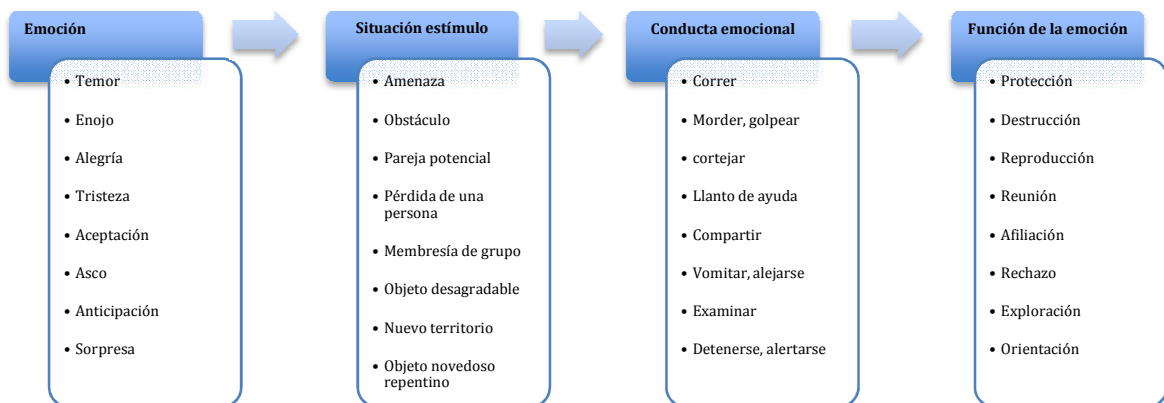 Emoción
• Temor
• Enojo
• Alegría
• Tristeza
• Aceptación
• Asco
• Anticipación
• Sorpresa
Situación estímulo
• Amenaza
• Obstáculo
• Pareja potencial
• Pérdida de una
persona
• Membresía de grupo
• Objeto desagradable
• Nuevo territorio
• Objeto novedoso
repentino
Conducta emocional
• Correr
• Morder, golpear
• cortejar
• Llanto de ayuda
• Compartir
• Vomitar, alejarse
• Examinar
• Detenerse, alertarse
Función de la emoción
• Protección
• Destrucción
• Reproducción
• Reunión
• Afiliación
• Rechazo
• Exploración
• Orientación